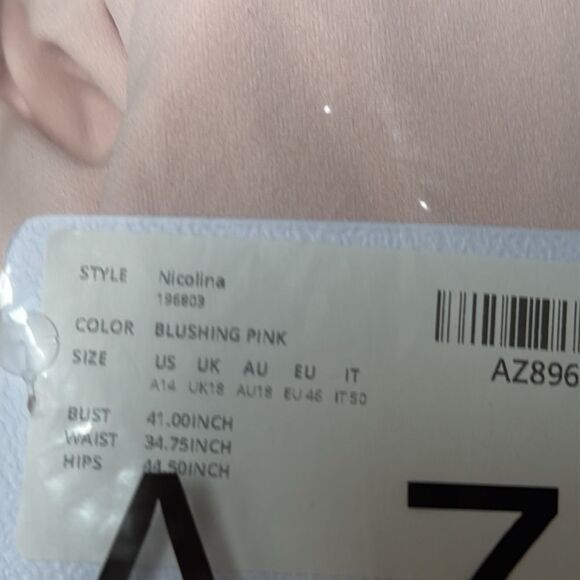 STYLE Nicolina
196803
COLOR BLUSHING PINK
SIZE US UK AU EU IT
A14 UK18 AU18 EU46 IT50
BUST 41.00INCH
WAIST 34.75INCH
HIPS 44.50INCH
AZ896
AZ